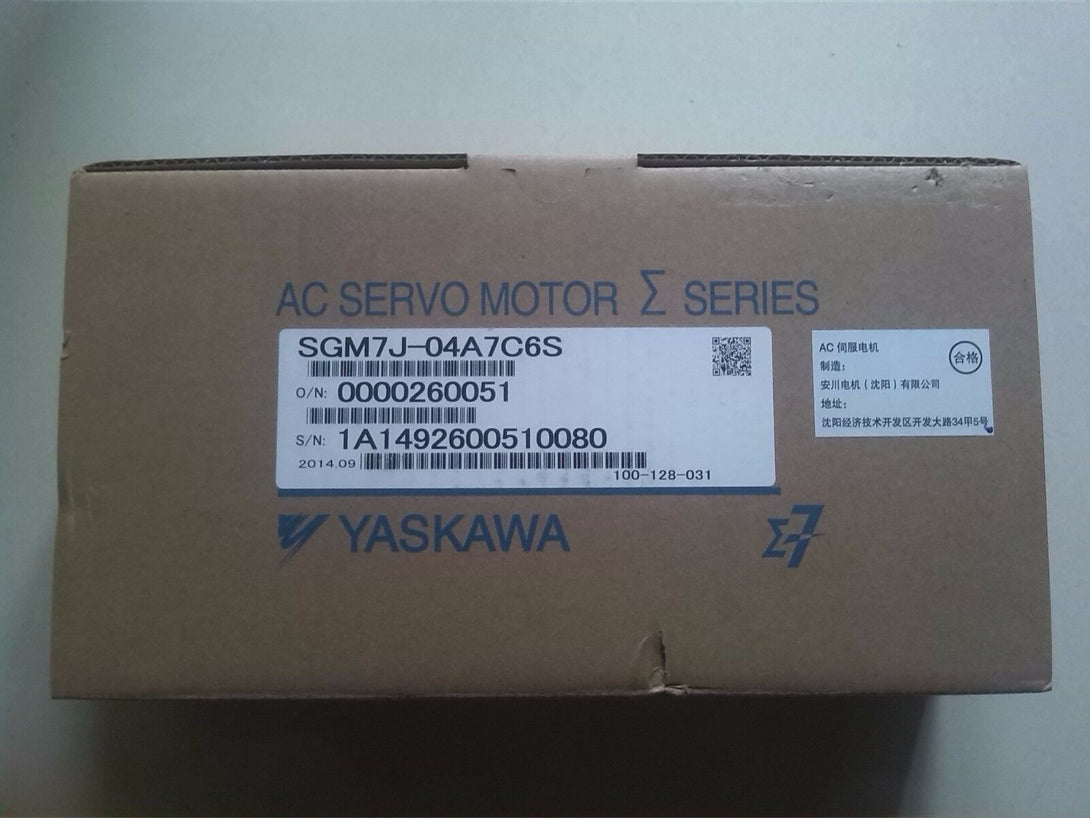 AC SERVO MOTOR Σ SERIES
SGM7J-04A7C6S
O/N: 0000260051
S/N: 1A1492600510080
2014.09
100-128-031
YASKAWA
Σ-7
AC 伺服电机
合格
制造：
安川电机（沈阳）有限公司
地址：
沈阳经济技术开发区开发大路34甲5号